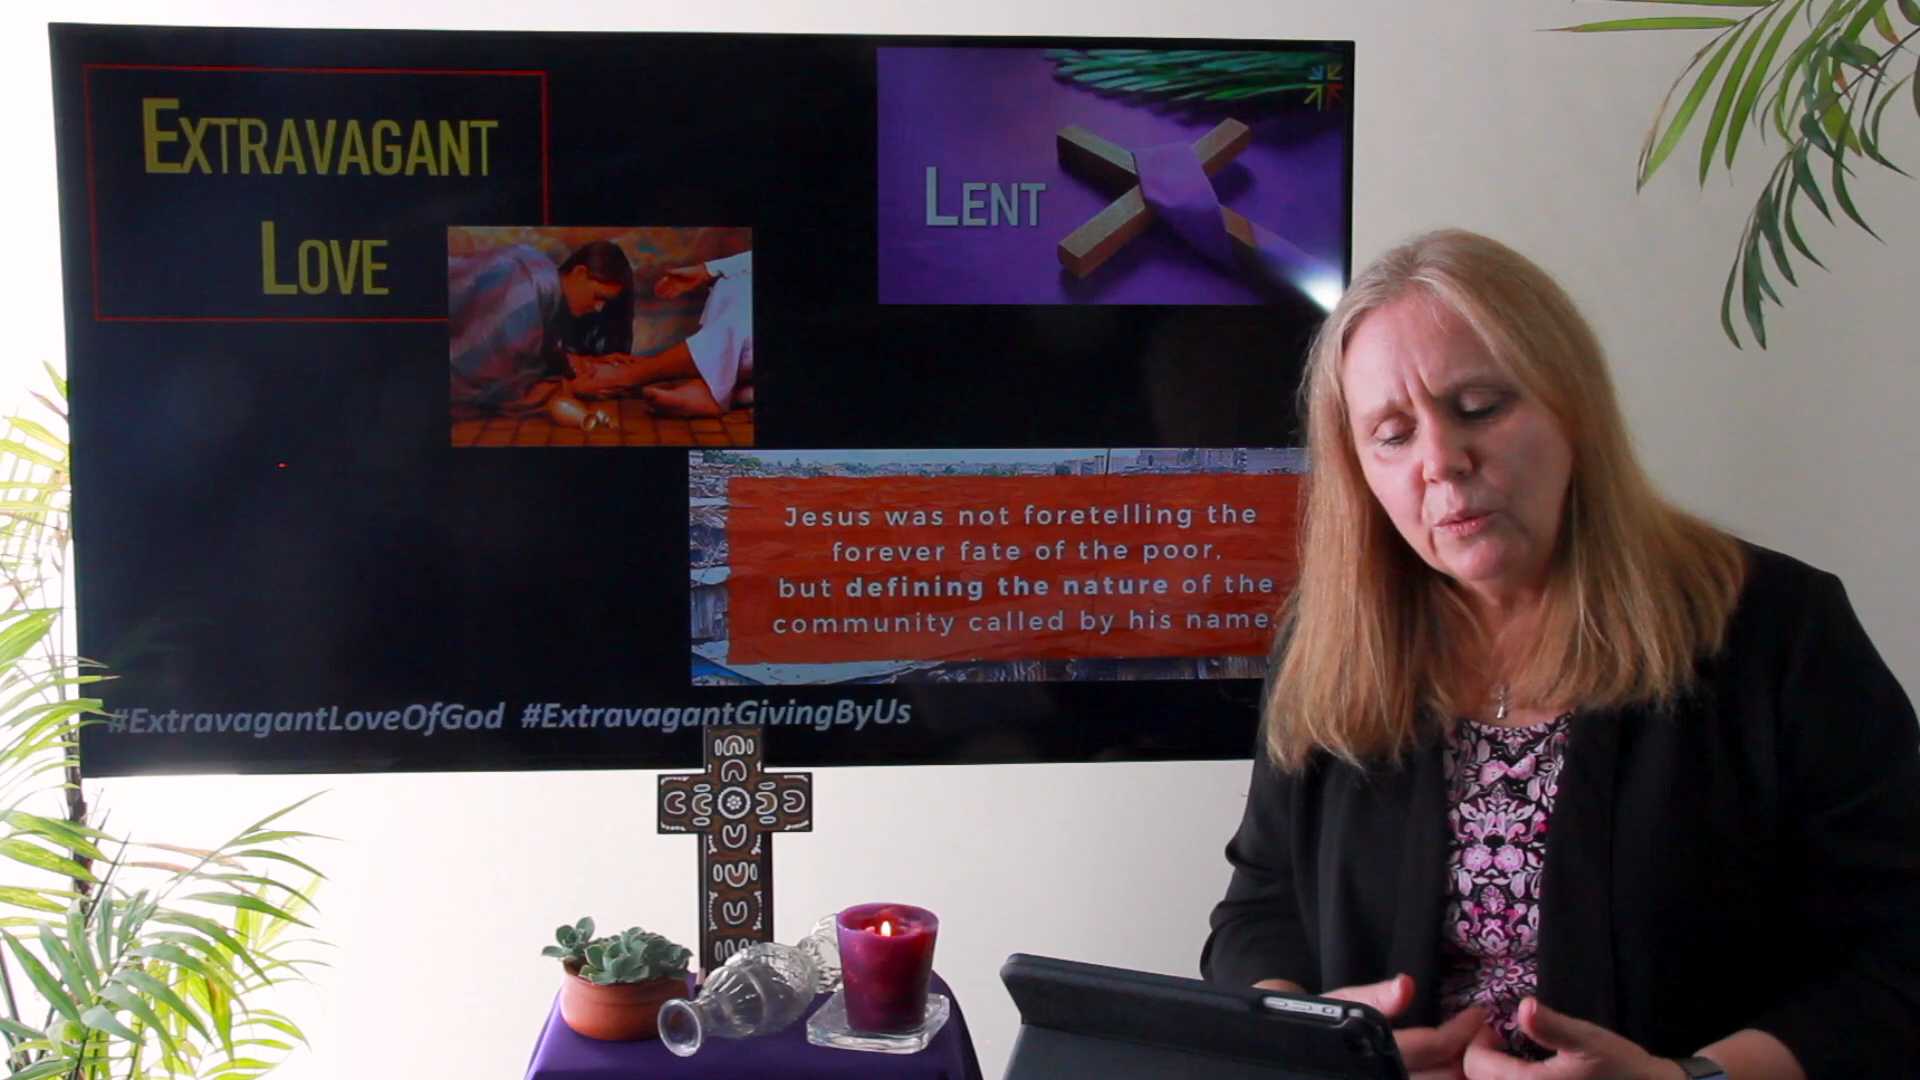 EXTRAVAGANT
LOVE
LENT
Jesus was not foretelling the
forever fate of the poor,
but defining the nature of the
community called by his name.
#ExtravagantLoveOfGod #ExtravagantGivingByUs